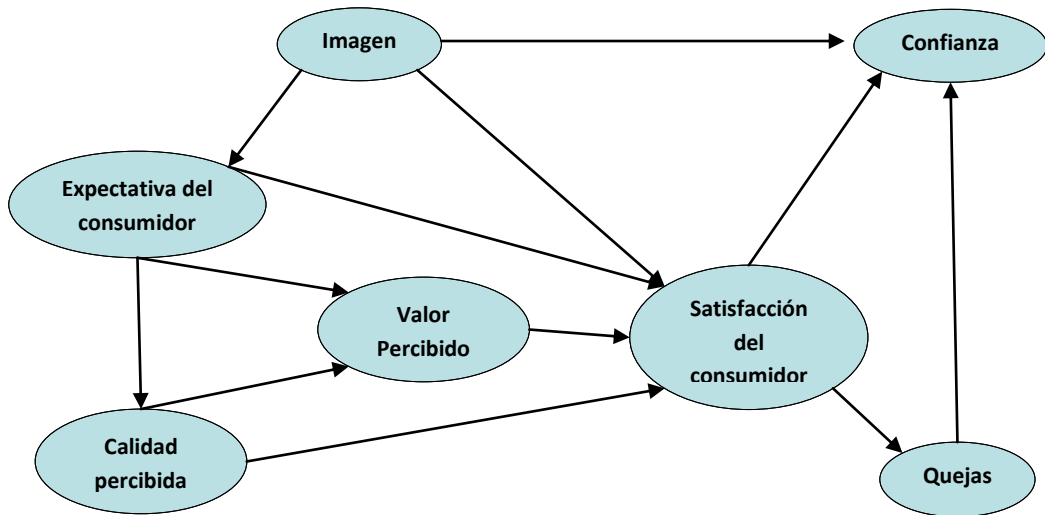 Imagen
Confianza
Expectativa del
consumidor
Valor
Percibido
Satisfacción
del
consumidor
Calidad
percibida
Quejas